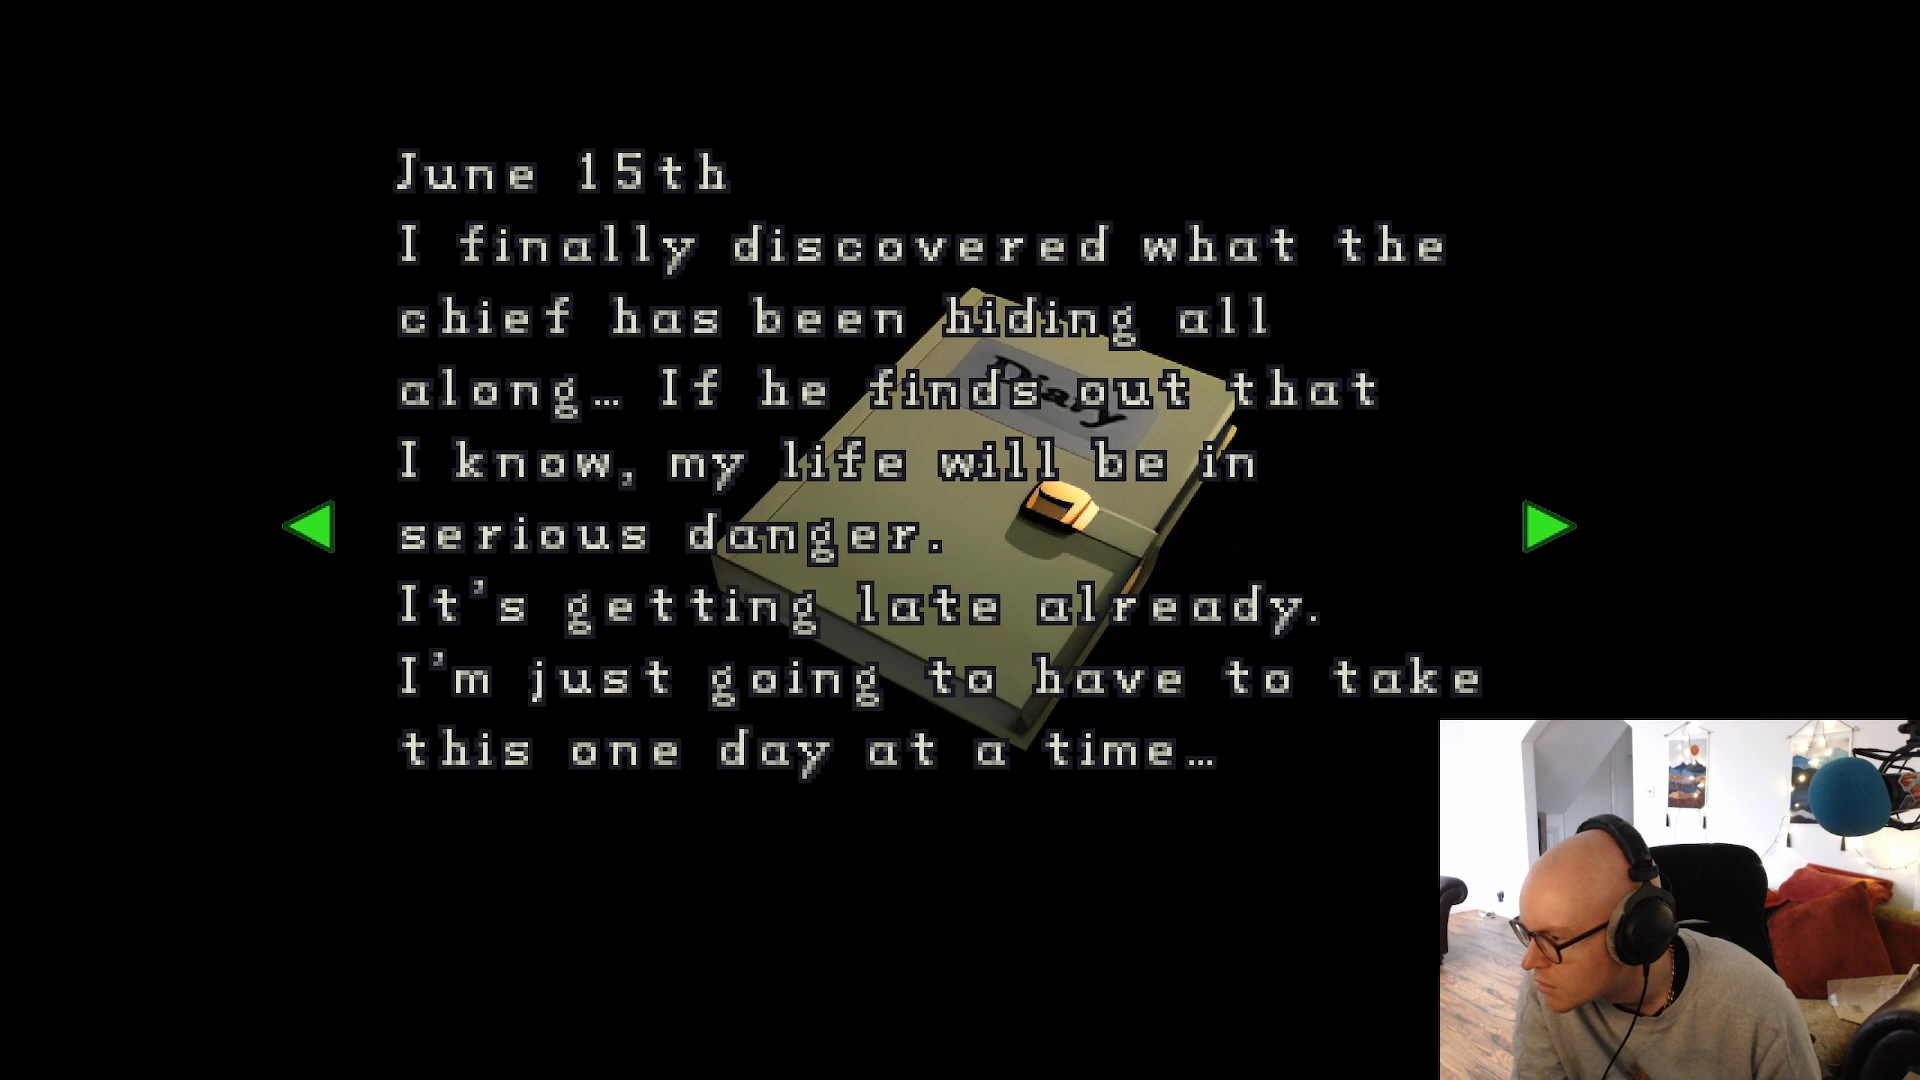 June 15th
I finally discovered what the
chief has been hiding all
along… If he finds out that
I know, my life will be in
serious danger.
It's getting late already.
I'm just going to have to take
this one day at a time…
Diary